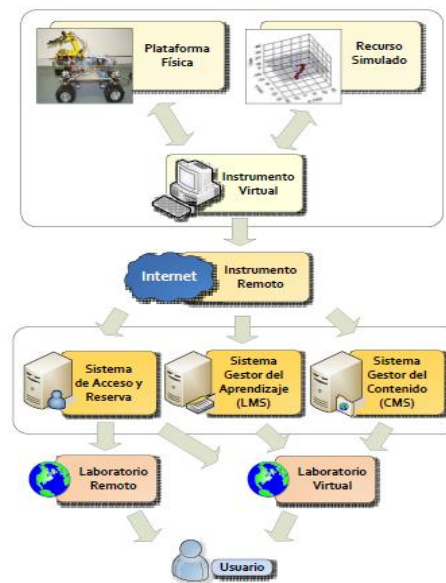 Plataforma
Física
Recurso
Simulado
Instrumento
Virtual
Internet
Instrumento
Remoto
Sistema
de Acceso y
Reserva
Sistema
Gestor del
Aprendizaje
(LMS)
Sistema
Gestor del
Contenido
(CMS)
Laboratorio
Remoto
Laboratorio
Virtual
Usuario